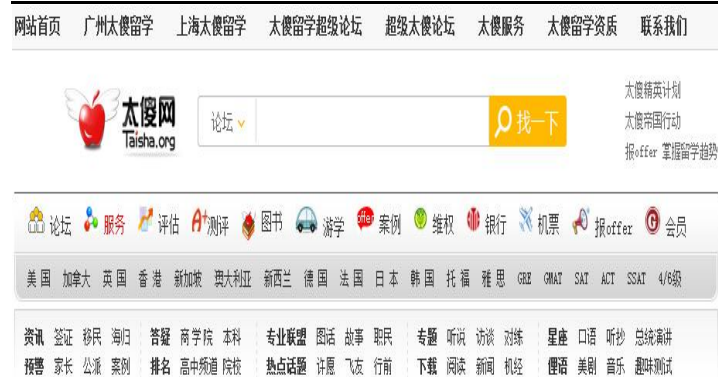 网站首页 广州太傻留学 上海太傻留学 太傻留学超级论坛 超级太傻论坛 太傻服务 太傻留学资质 联系我们
太傻精英计划
太傻网 论坛 找一下 太傻帝国行动
Taisha.org
报offer 掌握留学趋势
论坛 服务 评估 A+测评 图书 游学 offer 案例 维权 银行 机票 报offer G 会员
美国 加拿大 英国 香港 新加坡 澳大利亚 新西兰 德国 法国 日本 韩国 托福 雅思 GRE GMAT SAT ACT SSAT 4/6级
资讯 签证 移民 海归 答疑 商学院 本科 专业联盟 图话 故事 职民 专题 听说 访谈 对练 星座 口语 听抄 总统演讲
预警 家长 公派 案例 排名 高中频道 院校 热点话题 许愿 飞友 行前 下载 阅读 新闻 机经 俚语 美剧 音乐 趣味测试